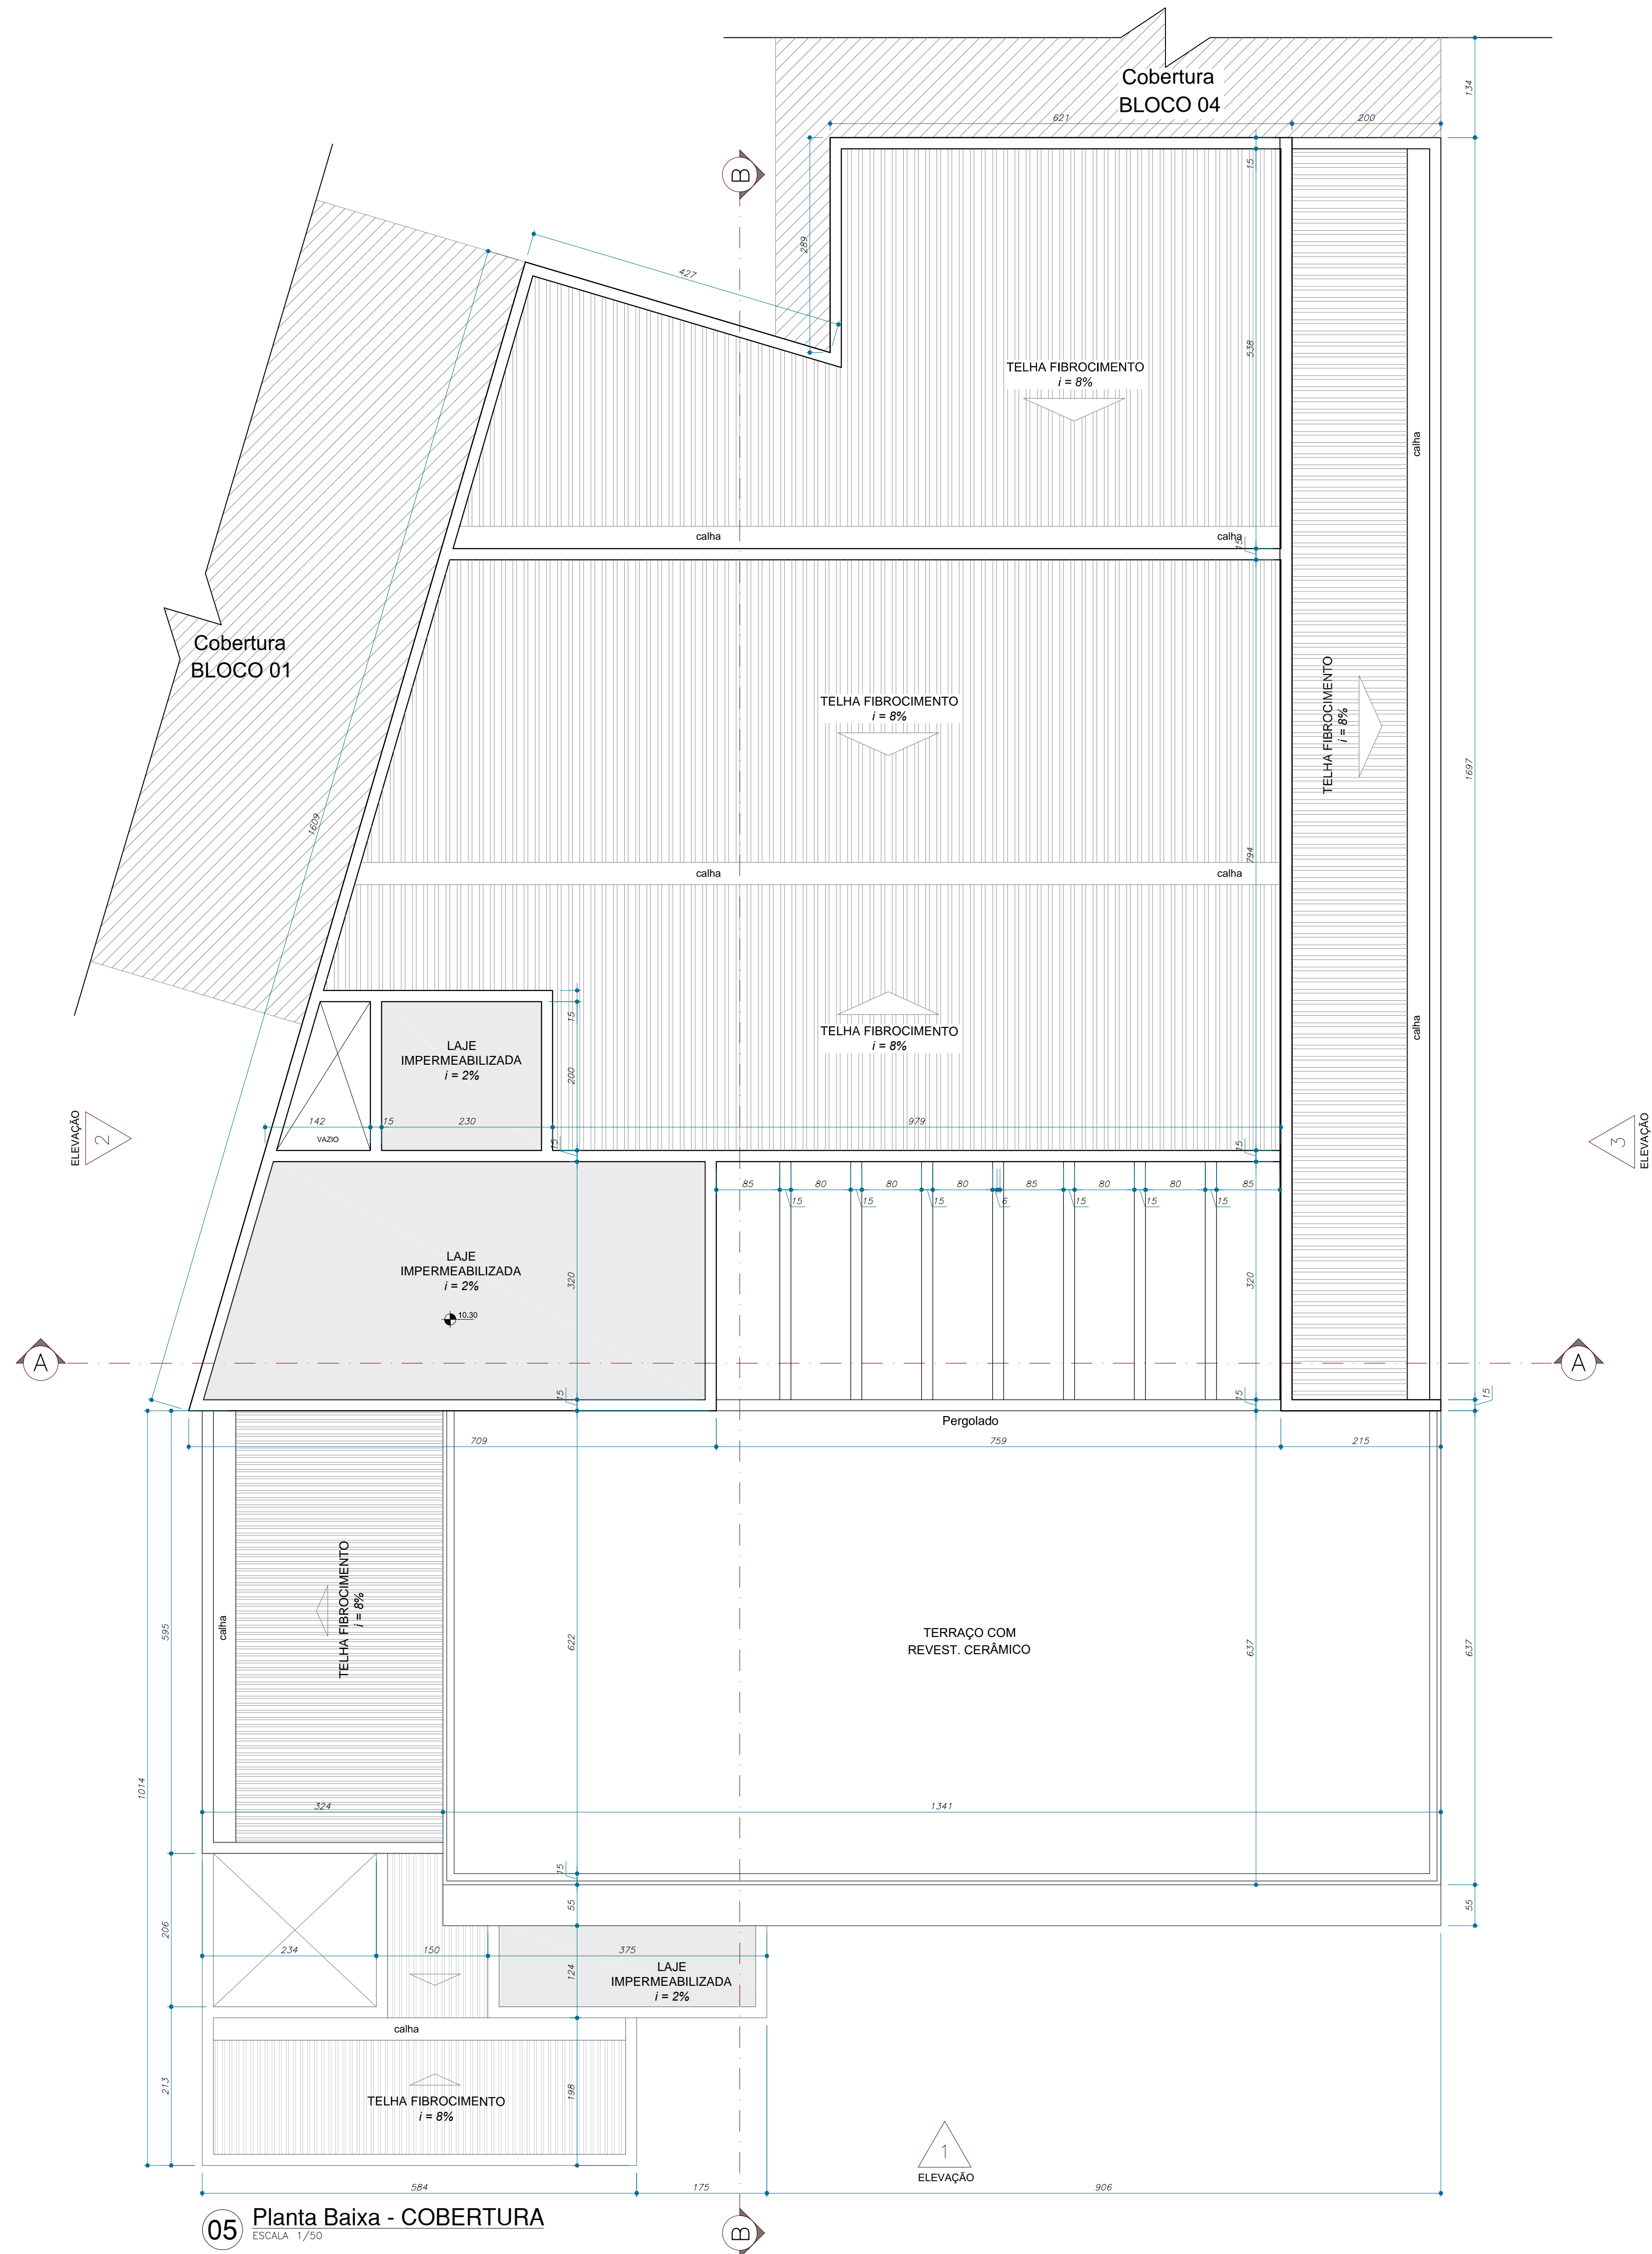 Cobertura
BLOCO 04
134
621
200
B
15
289
427
538
TELHA FIBROCIMENTO
i = 8%
calha
calha
calha
15
Cobertura
BLOCO 01
TELHA FIBROCIMENTO
i = 8%
TELHA FIBROCIMENTO
i = 8%
1697
1609
794
calha
calha
15
LAJE
IMPERMEABILIZADA
i = 2%
TELHA FIBROCIMENTO
i = 8%
calha
200
ELEVAÇÃO
2
142
15
230
979
VAZIO
15
15
3
ELEVAÇÃO
85
80
80
80
85
80
80
85
15
15
15
6
15
15
15
LAJE
IMPERMEABILIZADA
i = 2%
320
320
10.30
A
A
15
15
15
Pergolado
709
759
215
TELHA FIBROCIMENTO
i = 8%
calha
595
622
TERRAÇO COM
REVEST. CERÂMICO
637
637
1014
324
1341
15
55
55
206
234
150
375
124
LAJE
IMPERMEABILIZADA
i = 2%
calha
213
198
TELHA FIBROCIMENTO
i = 8%
1
ELEVAÇÃO
584
175
906
05
Planta Baixa - COBERTURA
ESCALA 1/50
B